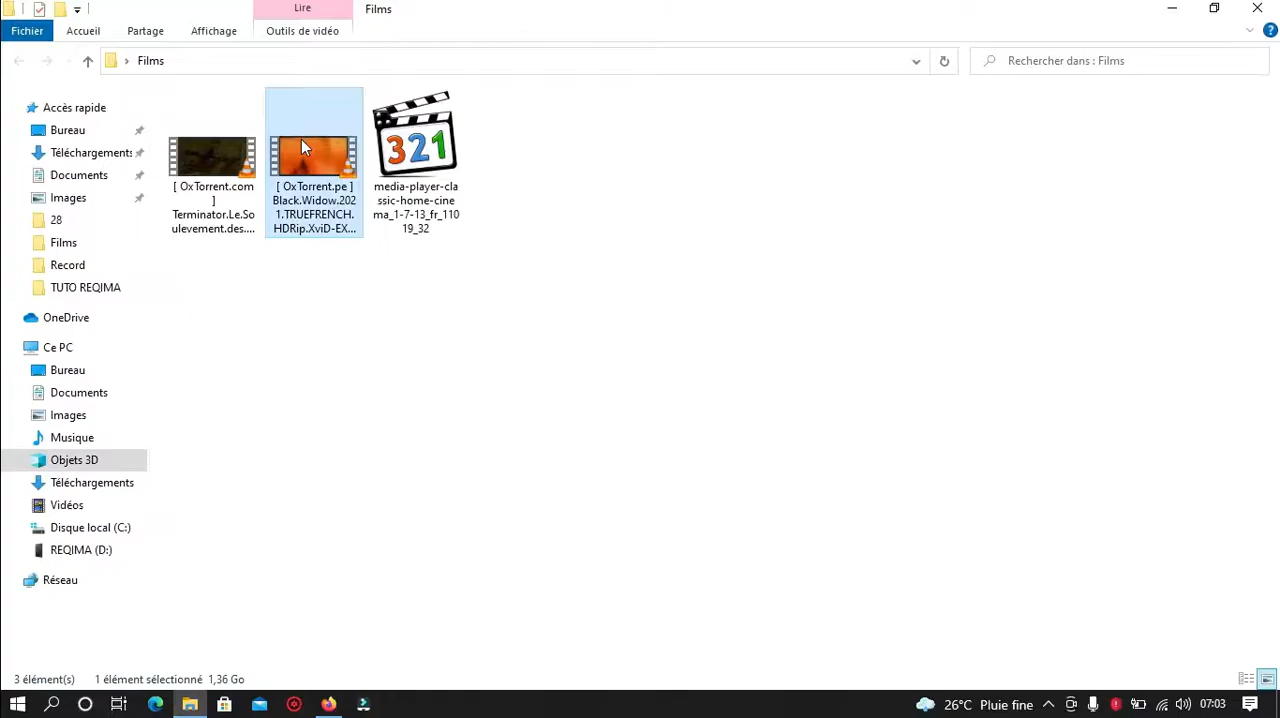 Lire
Films
Fichier
Accueil
Partage
Affichage
Outils de vidéo
Films
Rechercher dans : Films
Accès rapide
Bureau
Téléchargements
Documents
Images
28
Films
Record
TUTO REQIMA
OneDrive
Ce PC
Bureau
Documents
Images
Musique
Objets 3D
Téléchargements
Vidéos
Disque local (C:)
REQIMA (D:)
Réseau
[ OxTorrent.com
]
Terminator.Le.So
ulevement.des....
[ OxTorrent.pe ]
Black.Widow.202
1.TRUEFRENCH.
HDRip.XviD-EX...
321
media-player-cla
ssic-home-cine
ma_1-7-13_fr_110
19_32
3 élément(s)
1 élément sélectionné 1,36 Go
26°C Pluie fine
07:03